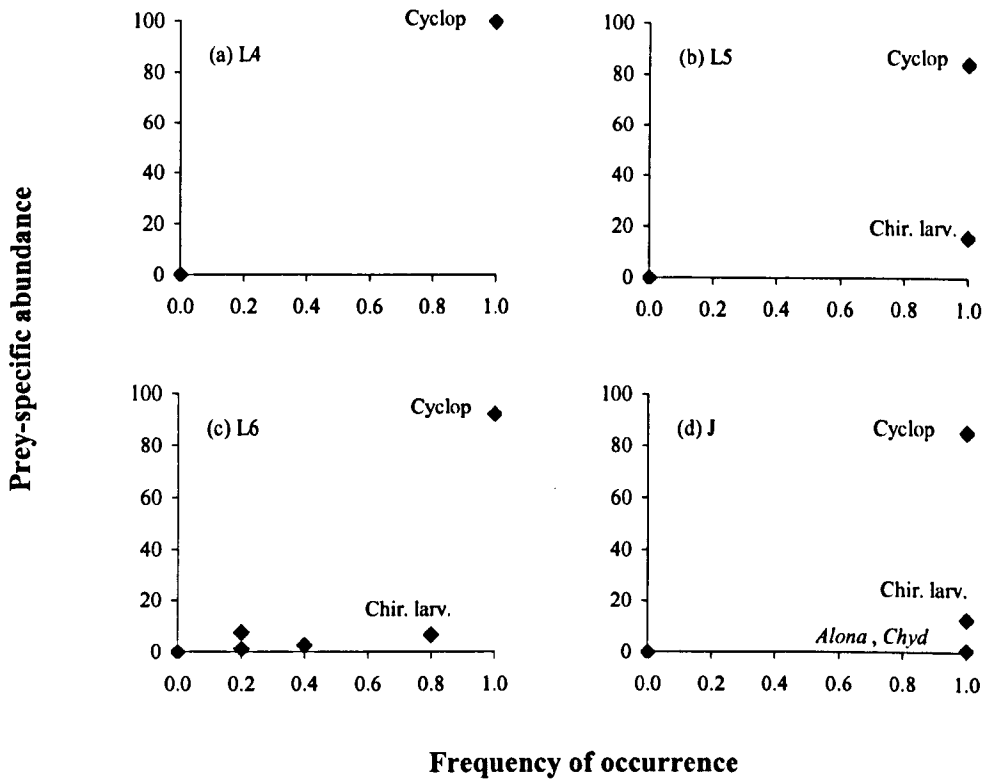 Prey-specific abundance
(a) L4
Cyclop
100
80
60
40
20
0
0.0 0.2 0.4 0.6 0.8 1.0
(b) L5
Cyclop
Chir. larv.
100
80
60
40
20
0
0.0 0.2 0.4 0.6 0.8 1.0
(c) L6
Cyclop
Chir. larv.
100
80
60
40
20
0
0.0 0.2 0.4 0.6 0.8 1.0
(d) J
Cyclop
Chir. larv.
Alona , Chyd
100
80
60
40
20
0
0.0 0.2 0.4 0.6 0.8 1.0
Frequency of occurrence